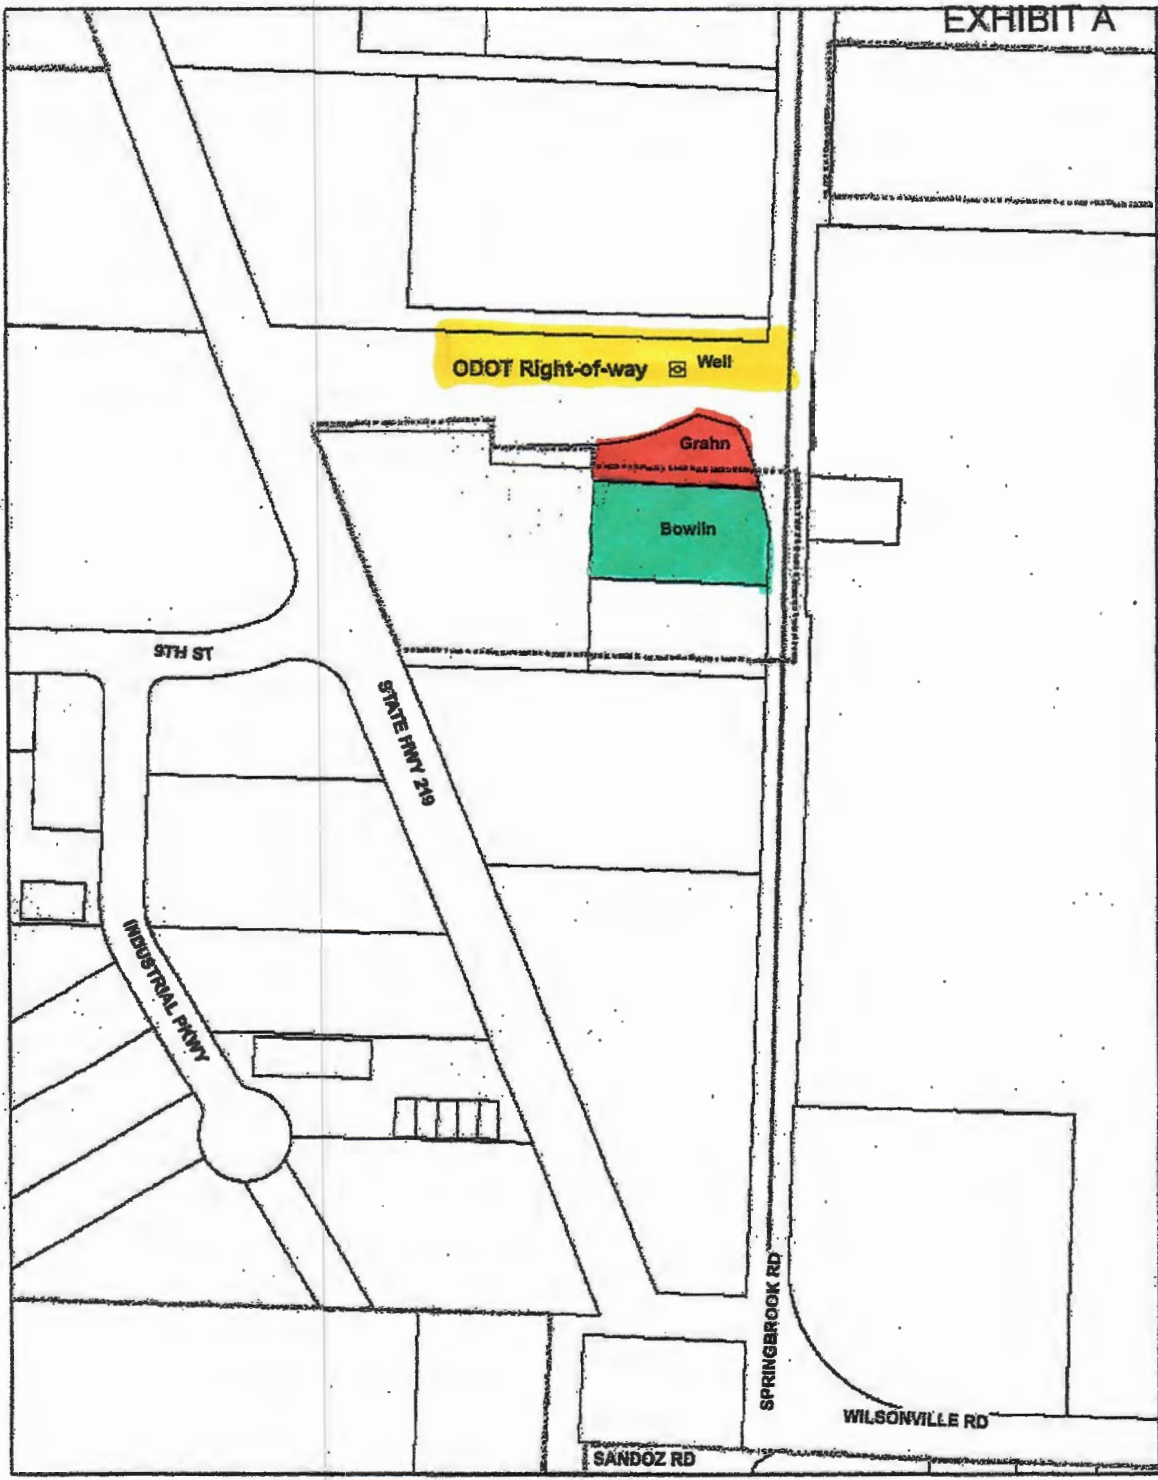 EXHIBIT A
ODOT Right-of-way
Well
Grahn
Bowlin
9TH ST
STATE HWY 219
INDUSTRIAL PKWY
SPRINGBROOK RD
WILSONVILLE RD
SANDOZ RD